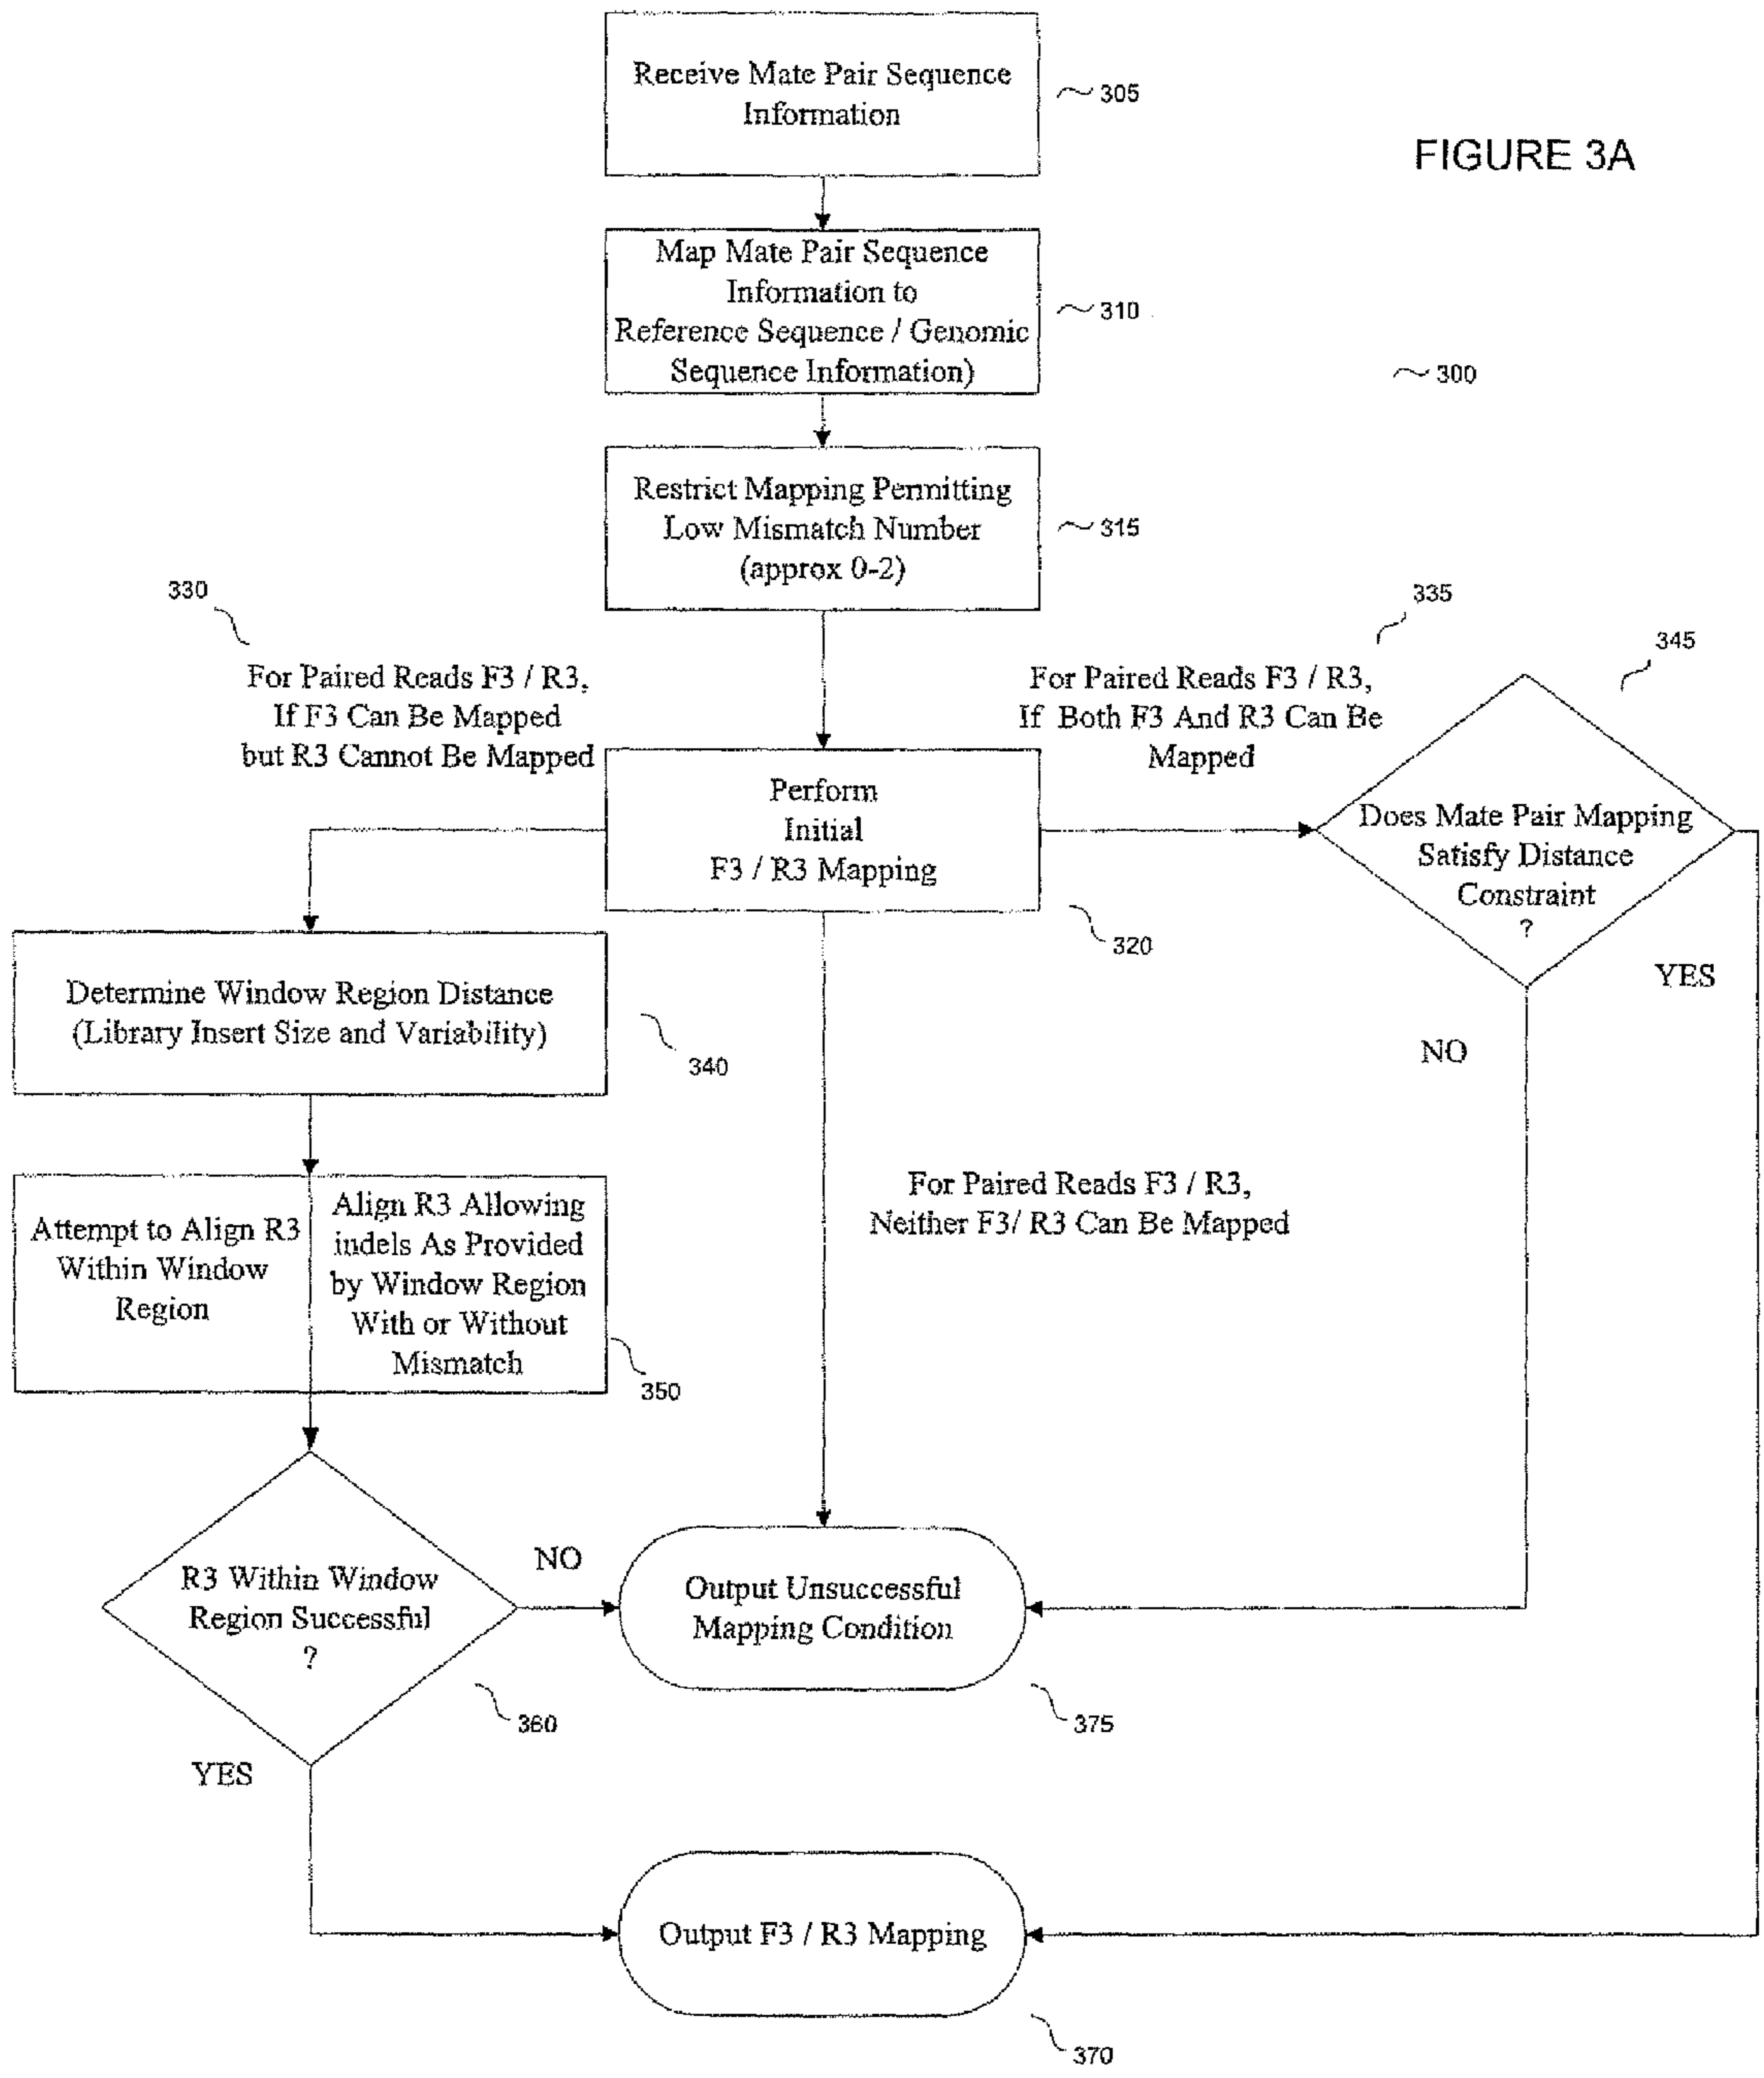 Receive Mate Pair Sequence
Information
305
FIGURE 3A
Map Mate Pair Sequence
Information to
Reference Sequence / Genomic
Sequence Information)
310
300
Restrict Mapping Permitting
Low Mismatch Number
(approx 0-2)
315
330
For Paired Reads F3 / R3,
If F3 Can Be Mapped
but R3 Cannot Be Mapped
335
For Paired Reads F3 / R3,
If Both F3 And R3 Can Be
Mapped
345
Perform
Initial
F3 / R3 Mapping
320
Does Mate Pair Mapping
Satisfy Distance
Constraint
?
YES
NO
Determine Window Region Distance
(Library Insert Size and Variability)
340
Attempt to Align R3
Within Window
Region
Align R3 Allowing
indels As Provided
by Window Region
With or Without
Mismatch
350
For Paired Reads F3 / R3,
Neither F3/ R3 Can Be Mapped
R3 Within Window
Region Successful
?
360
NO
YES
Output Unsuccessful
Mapping Condition
375
Output F3 / R3 Mapping
370